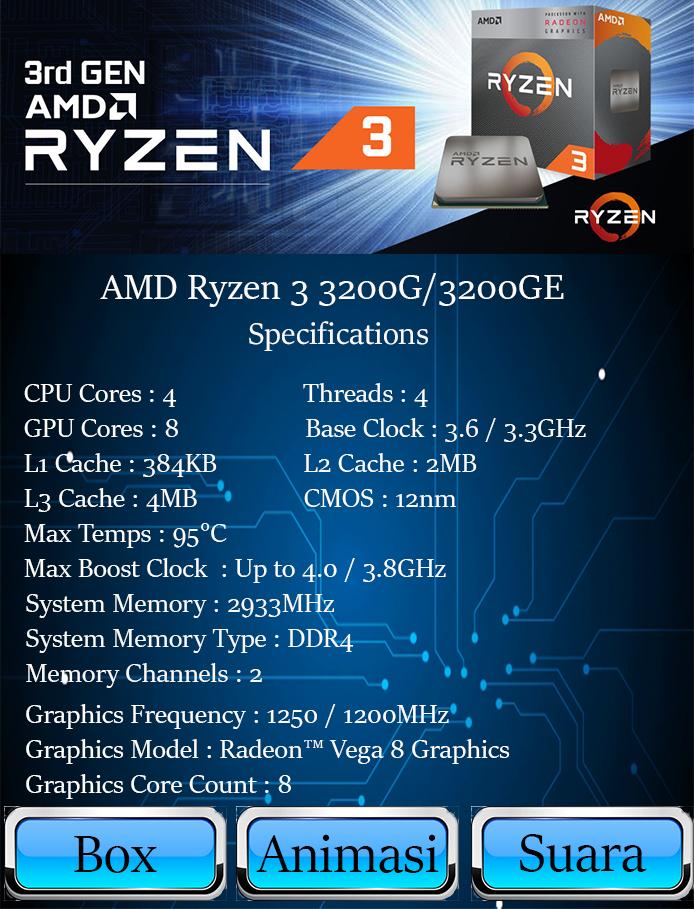 3rd GEN
AMD
RYZEN
3
AMD
PROCESSOR WITH
RADEON
GRAPHICS
AMD
RYZEN
RYZEN
AMD
RYZEN
3
RYZEN
AMD Ryzen 3 3200G/3200GE
Specifications
CPU Cores : 4 Threads : 4
GPU Cores : 8 Base Clock : 3.6 / 3.3GHz
L1 Cache : 384KB L2 Cache : 2MB
L3 Cache : 4MB CMOS : 12nm
Max Temps : 95°C
Max Boost Clock : Up to 4.0 / 3.8GHz
System Memory : 2933MHz
System Memory Type : DDR4
Memory Channels : 2
Graphics Frequency : 1250 / 1200MHz
Graphics Model : Radeon™ Vega 8 Graphics
Graphics Core Count : 8
Box Animasi Suara